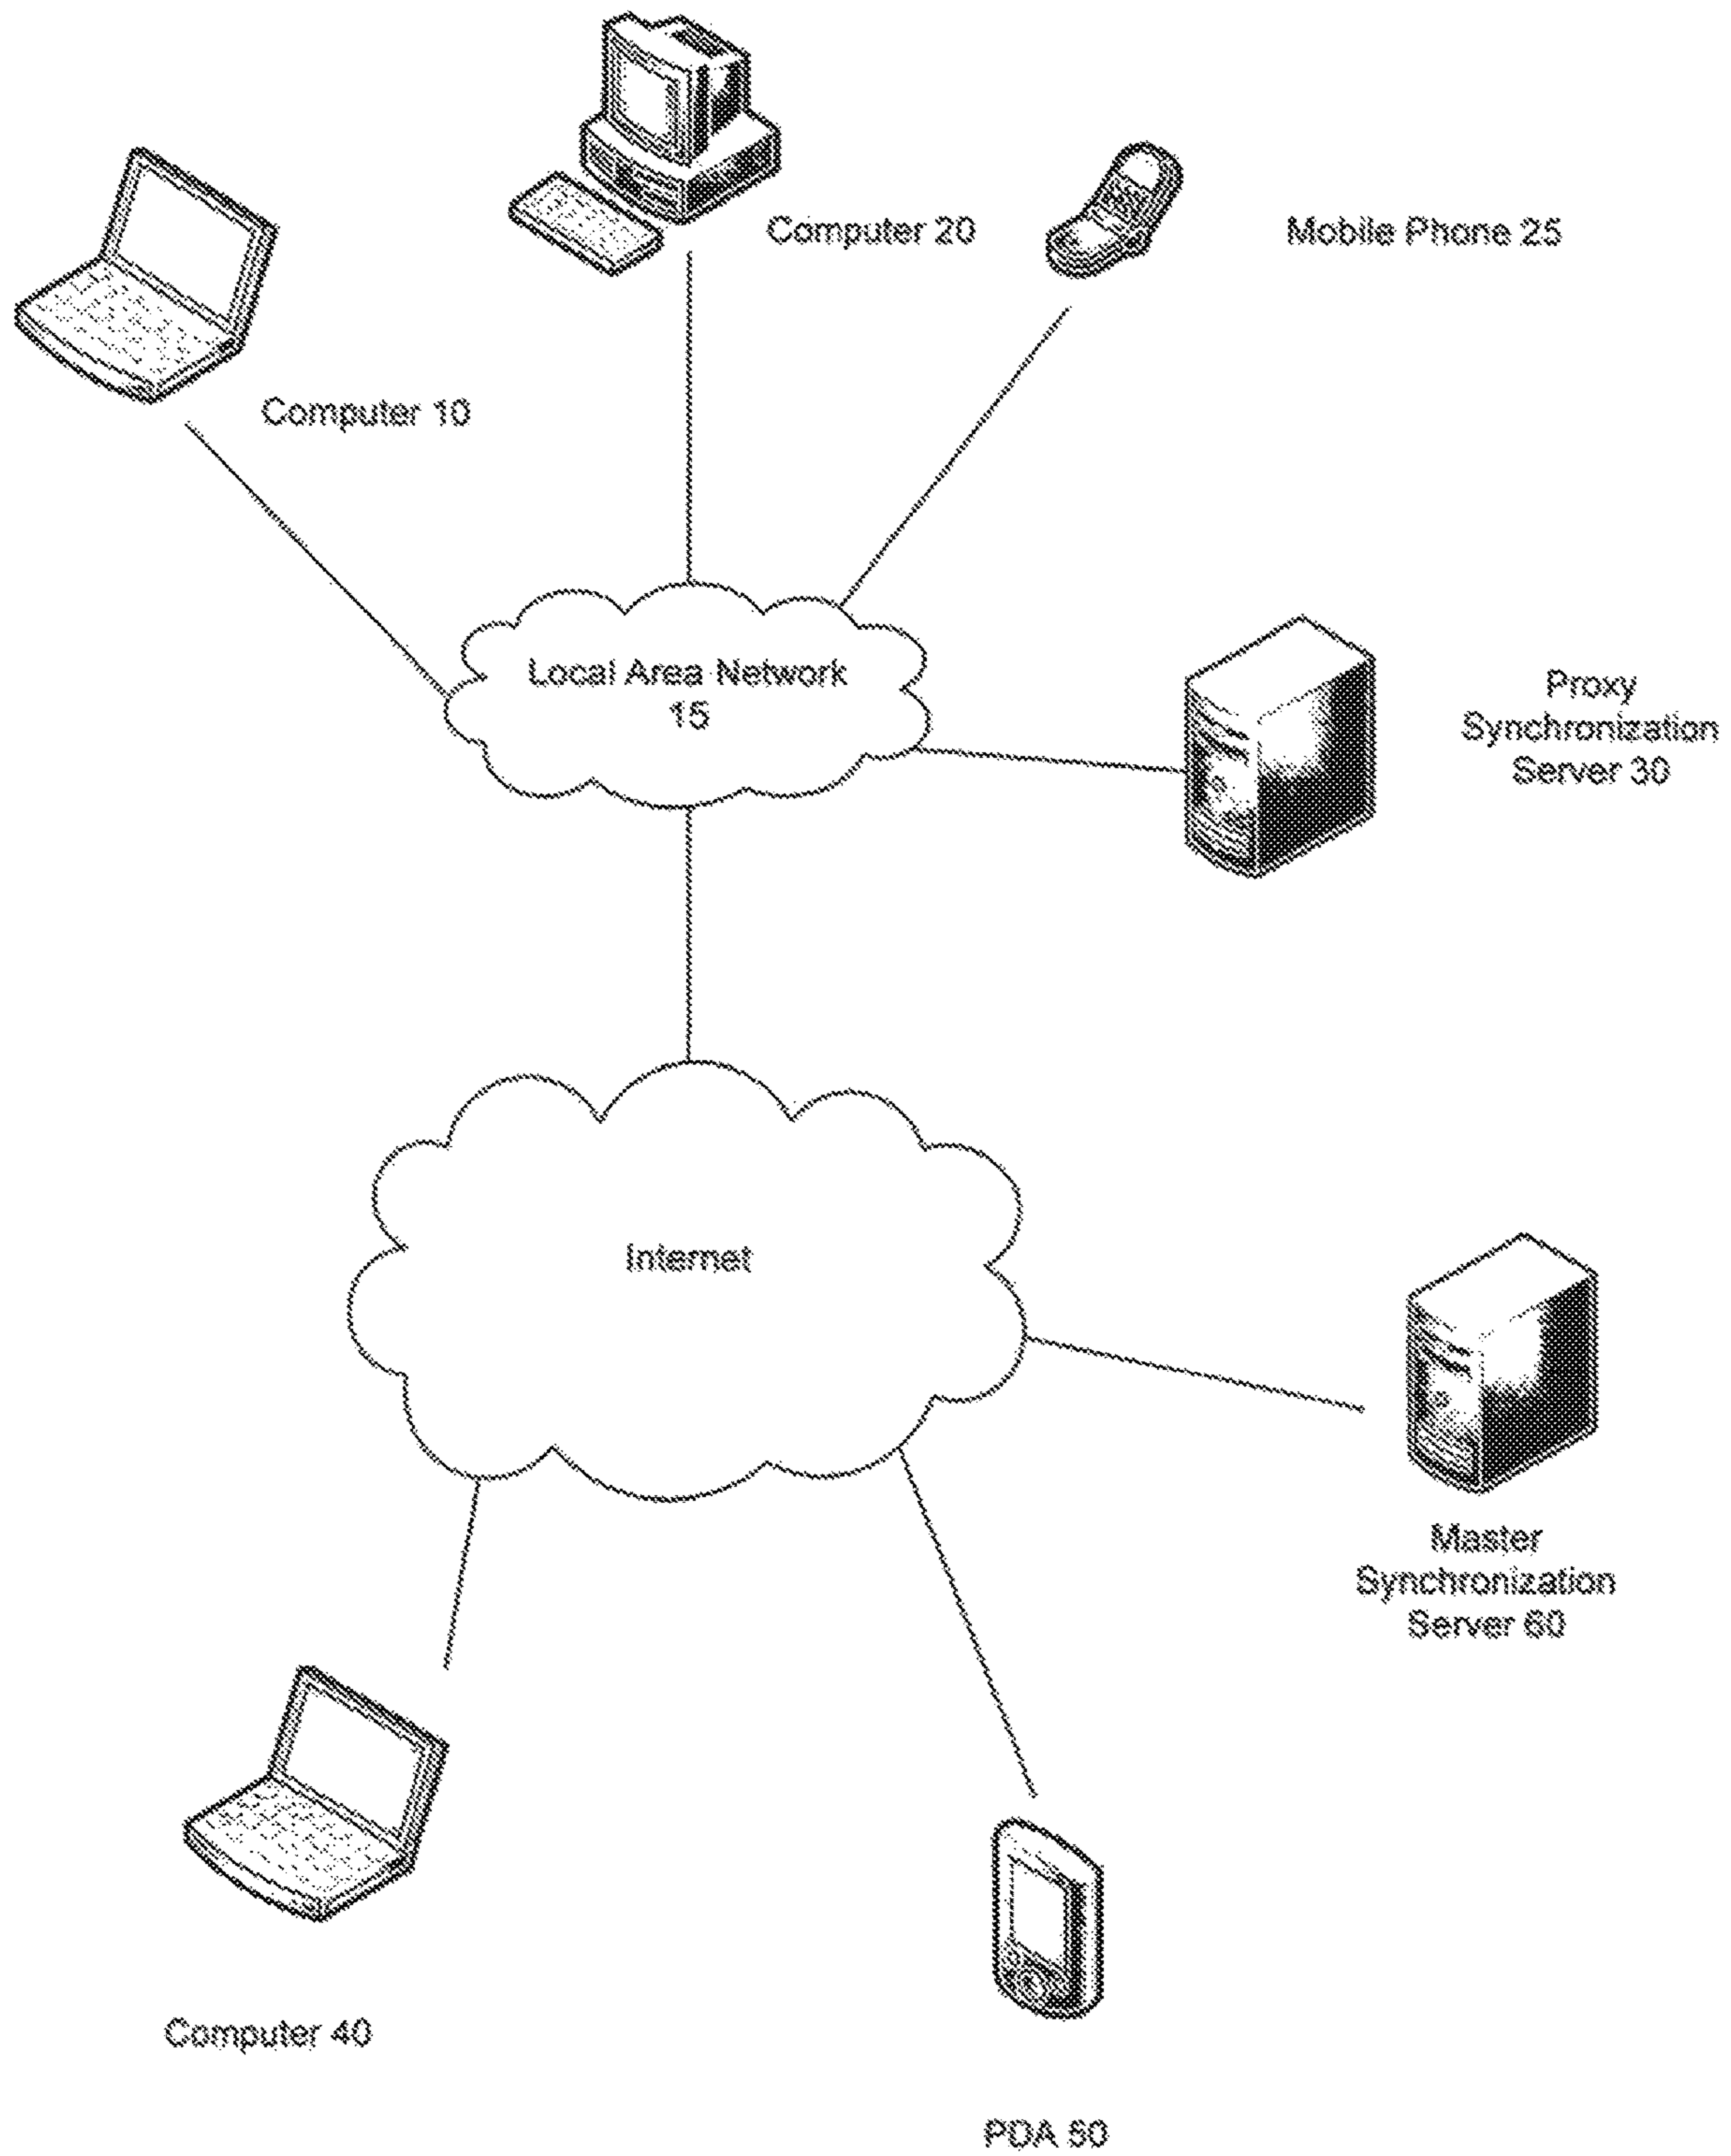 Computer 20
Mobile Phone 25
Computer 10
Local Area Network
15
Proxy
Synchronization
Server 30
Internet
Master
Synchronization
Server 60
Computer 40
PDA 50